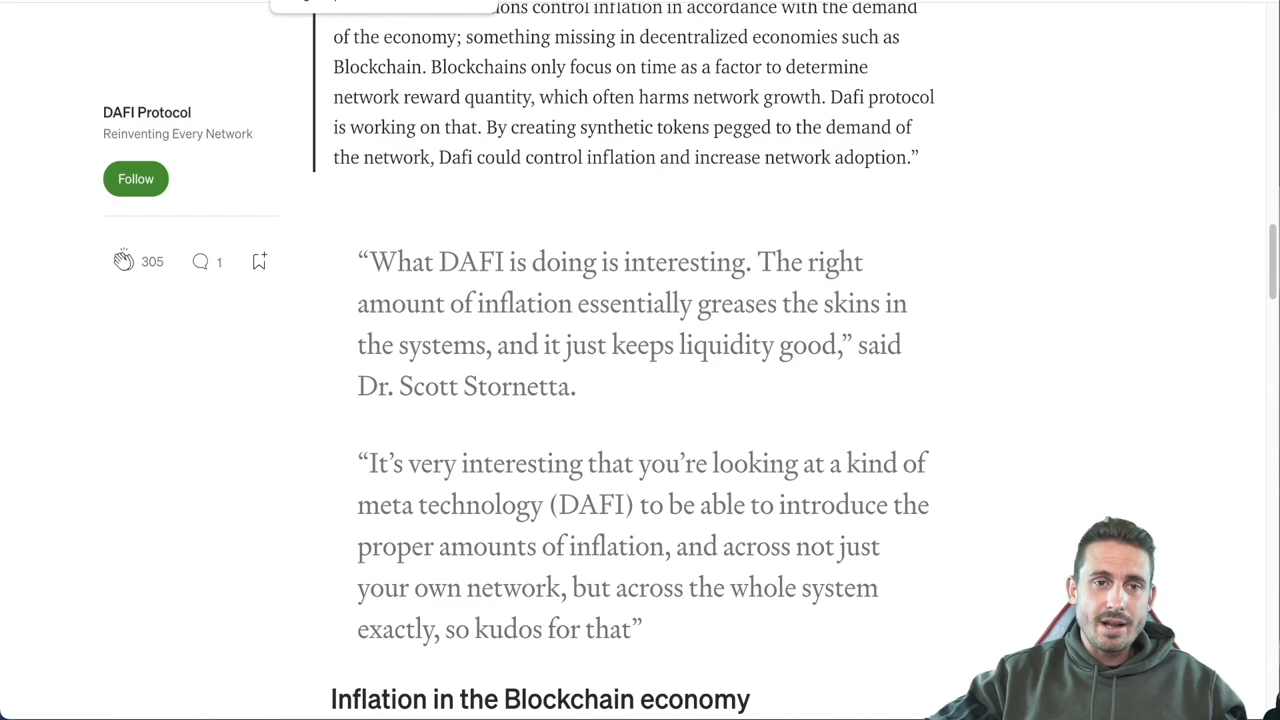 ions control inflation in accordance with the demand
of the economy; something missing in decentralized economies such as
Blockchain. Blockchains only focus on time as a factor to determine
network reward quantity, which often harms network growth. Dafi protocol
is working on that. By creating synthetic tokens pegged to the demand of
the network, Dafi could control inflation and increase network adoption.”
DAFI Protocol
Reinventing Every Network
Follow
305 1
“What DAFI is doing is interesting. The right
amount of inflation essentially greases the skins in
the systems, and it just keeps liquidity good,” said
Dr. Scott Stornetta.
“It’s very interesting that you’re looking at a kind of
meta technology (DAFI) to be able to introduce the
proper amounts of inflation, and across not just
your own network, but across the whole system
exactly, so kudos for that”
Inflation in the Blockchain economy